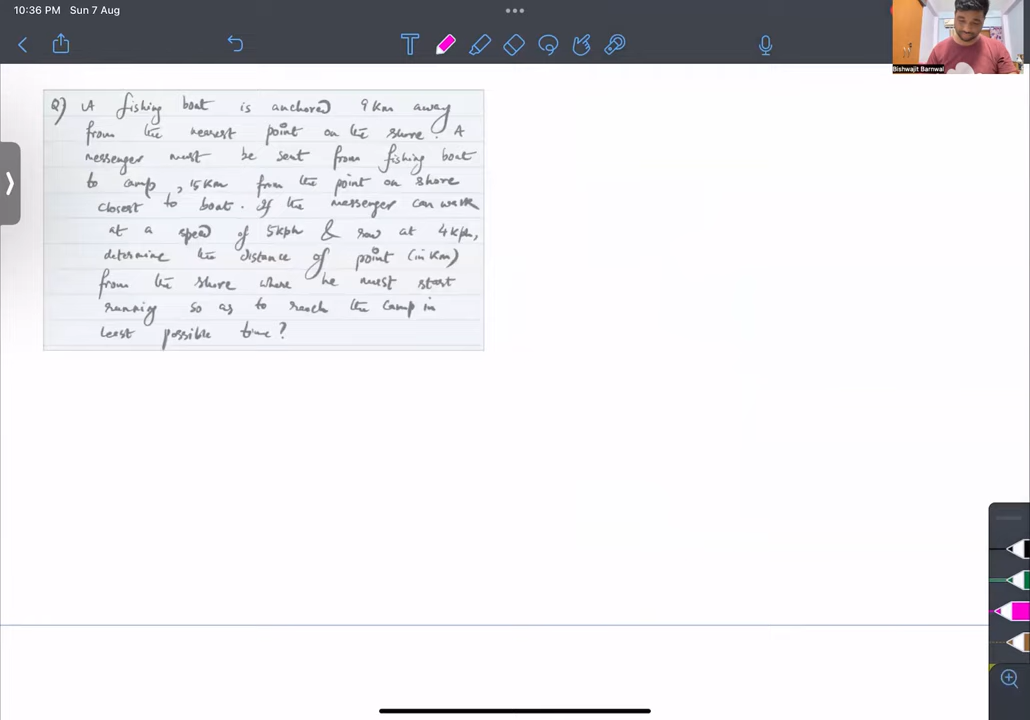 10:36 PM Sun 7 Aug
Bishwajit Barnwal
Q) A fishing boat is anchored 9 km away
from the nearest point on the shore. A
messenger must be sent from fishing boat
to camp, 15 km from the point on shore
closest to boat. If the messenger can walk
at a speed of 5kph & row at 4kph,
determine the distance of point (in Km)
from the shore where he must start
running so as to reach the camp in
least possible time?